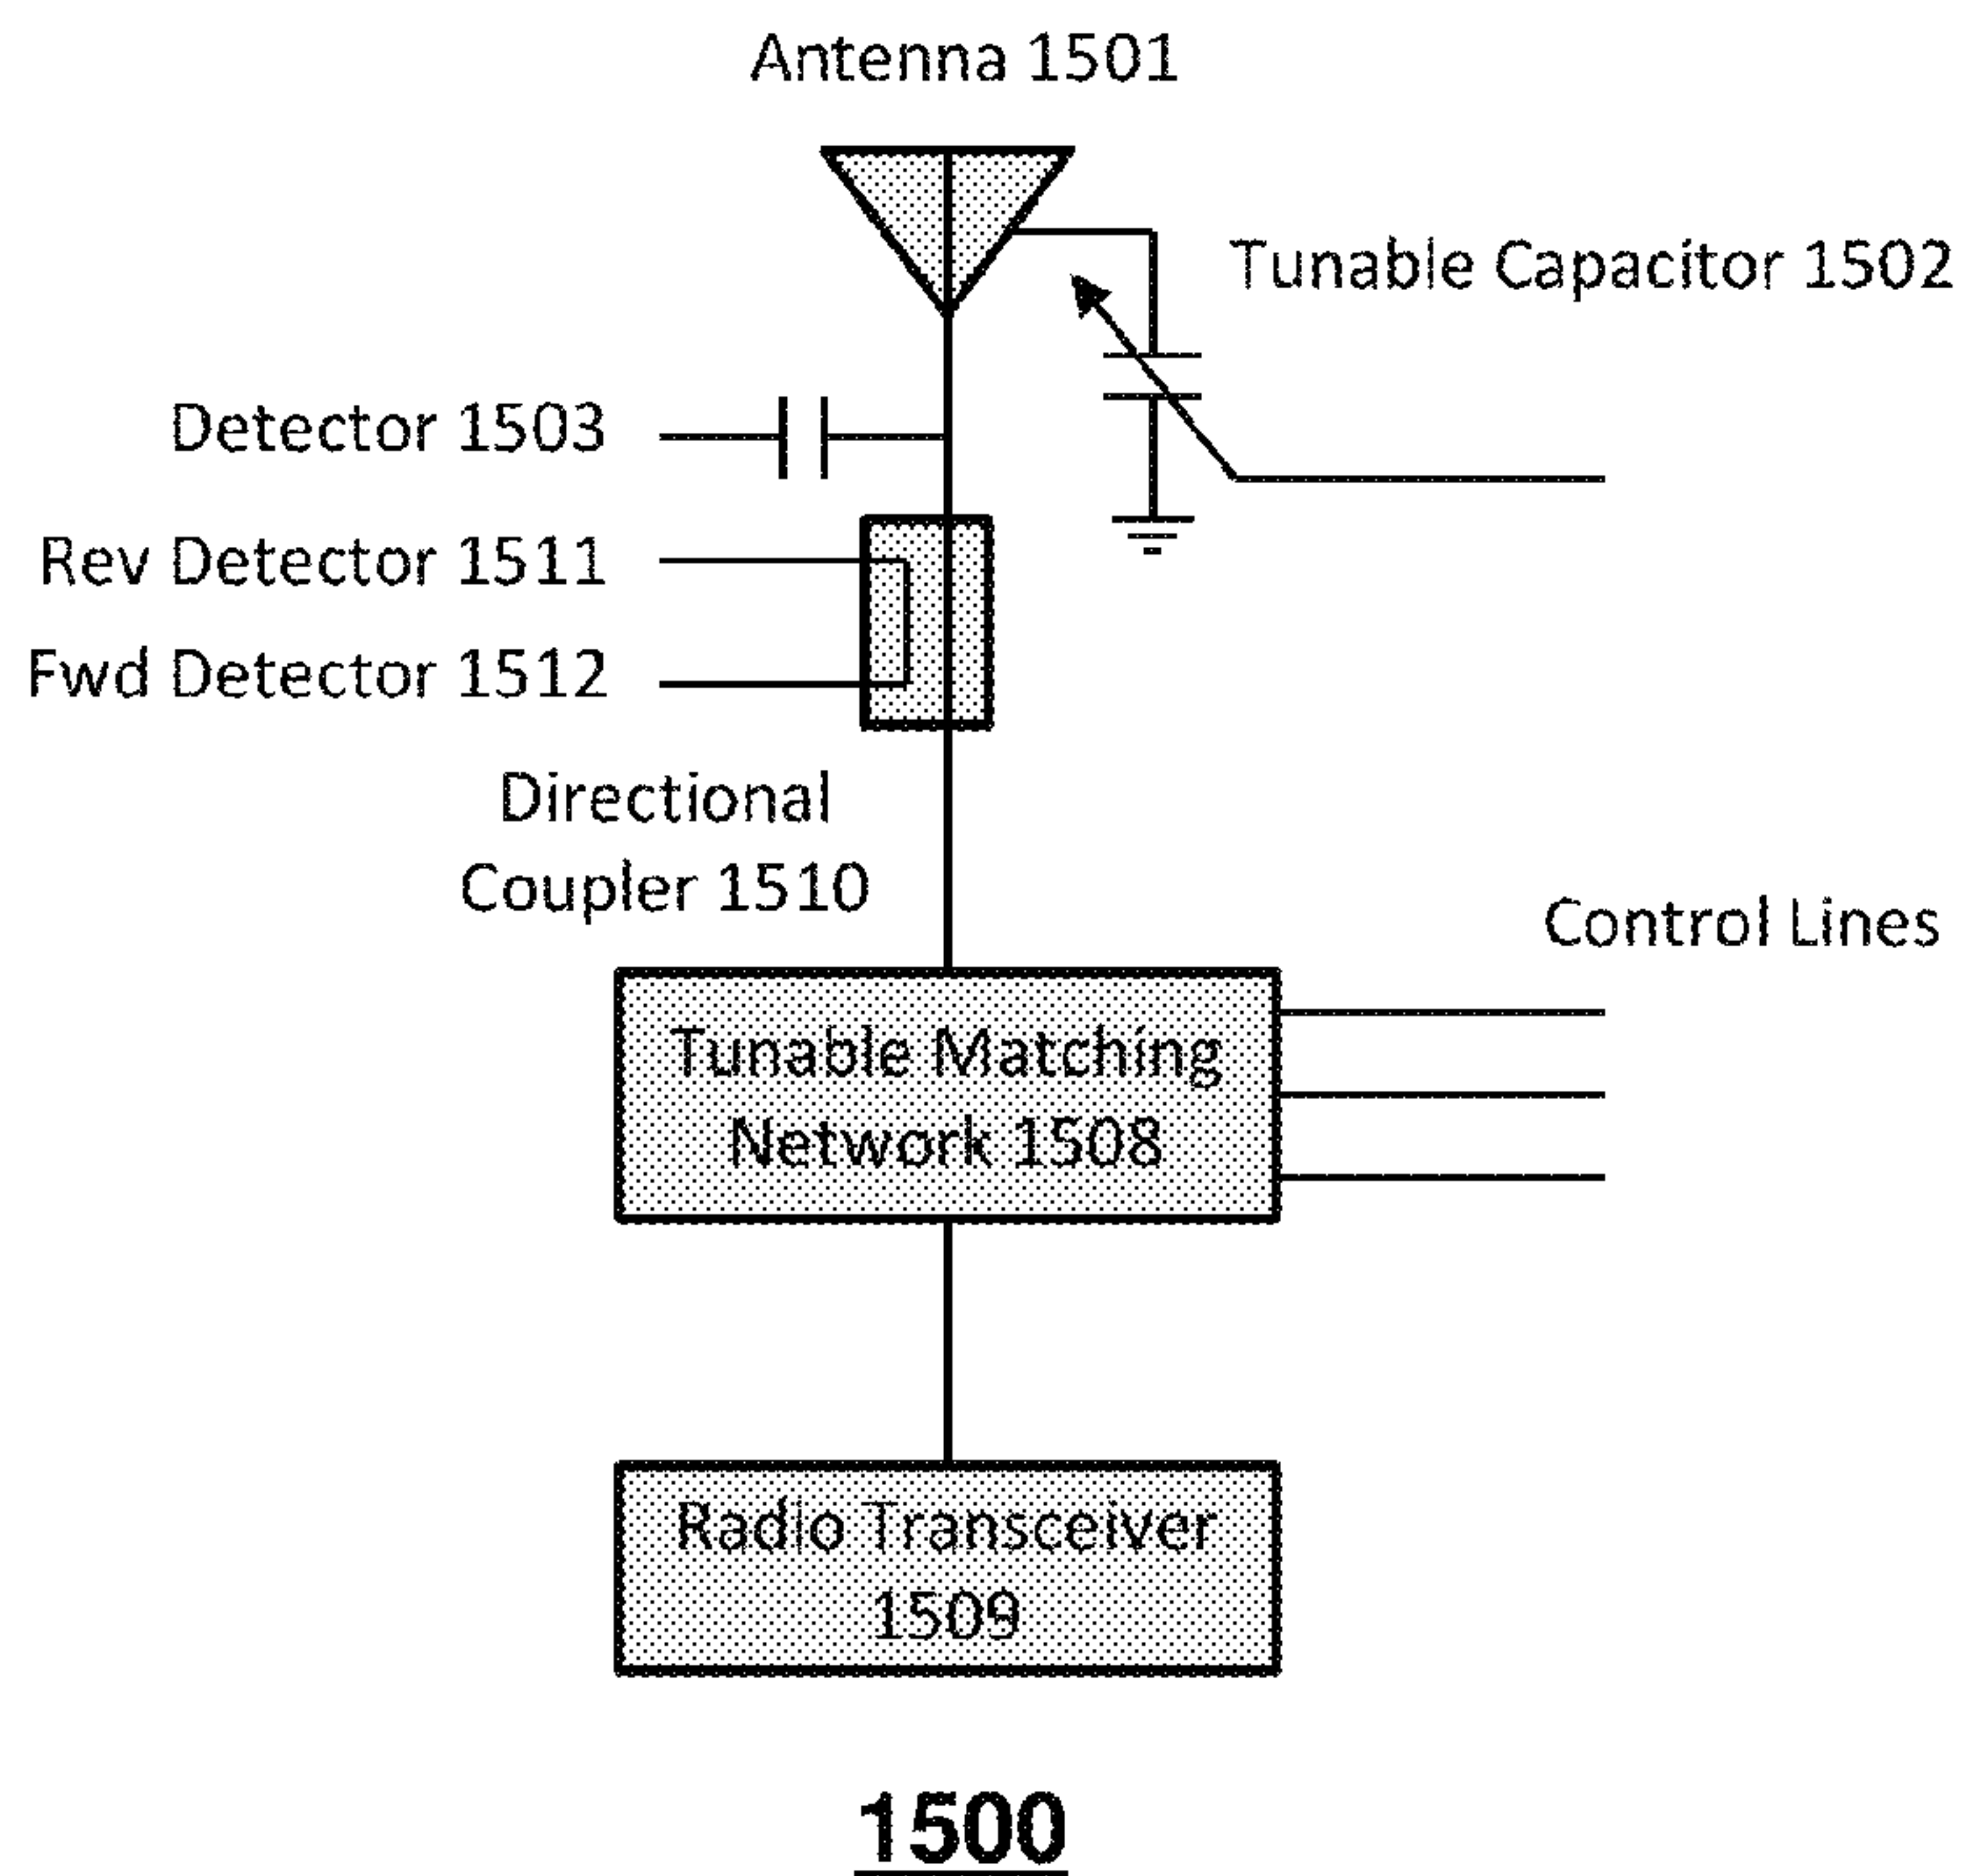 Antenna 1501
Tunable Capacitor 1502
Detector 1503
Rev Detector 1511
Fwd Detector 1512
Directional
Coupler 1510
Control Lines
Tunable Matching
Network 1508
Radio Transceiver
1509
1500